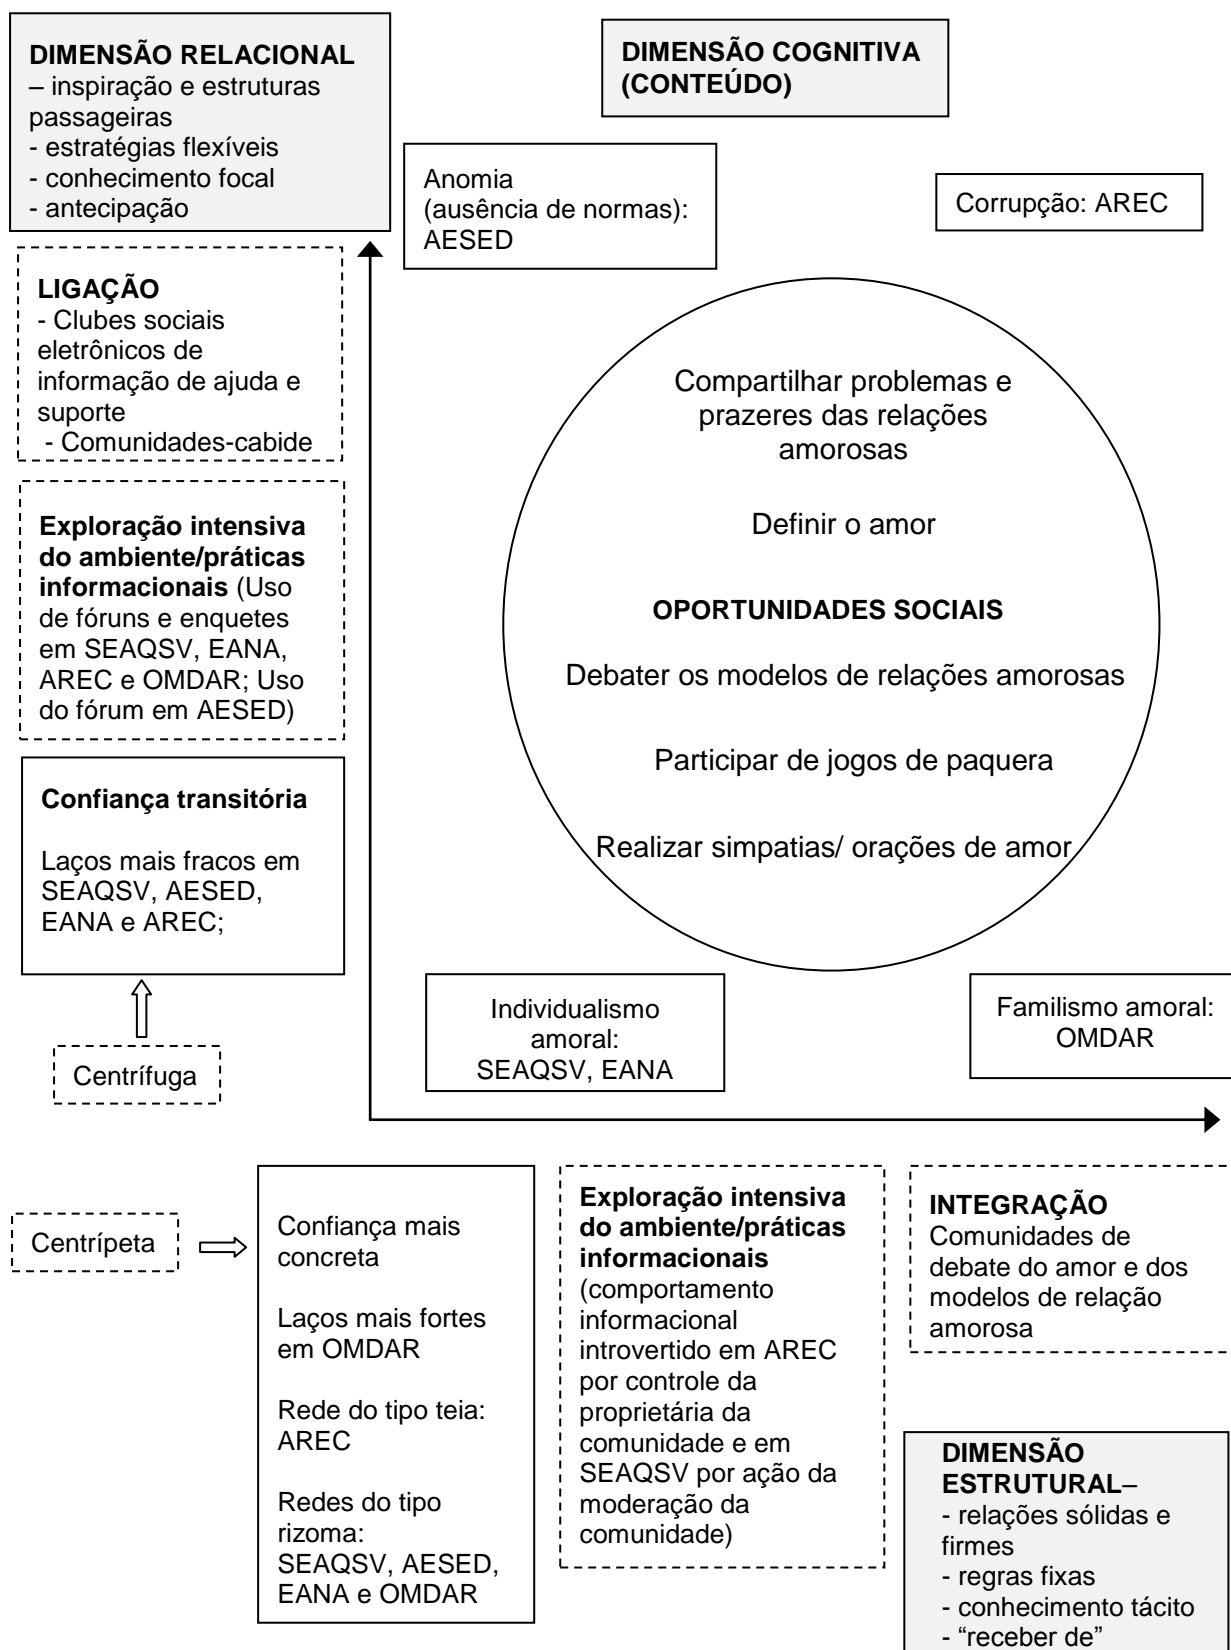 DIMENSÃO RELACIONAL
– inspiração e estruturas
passageiras
- estratégias flexíveis
- conhecimento focal
- antecipação
DIMENSÃO COGNITIVA
(CONTEÚDO)
Anomia
(ausência de normas):
AESED
Corrupção: AREC
LIGAÇÃO
- Clubes sociais
eletrônicos de
informação de ajuda e
suporte
- Comunidades-cabide
Exploração intensiva
do ambiente/práticas
informacionais (Uso
de fóruns e enquetes
em SEAQSV, EANA,
AREC e OMDAR; Uso
do fórum em AESED)
Confiança transitória
Laços mais fracos em
SEAQSV, AESED,
EANA e AREC;
Centrífuga
Compartilhar problemas e
prazeres das relações
amorosas
Definir o amor
OPORTUNIDADES SOCIAIS
Debater os modelos de relações amorosas
Participar de jogos de paquera
Realizar simpatias/ orações de amor
Individualismo
amoral:
SEAQSV, EANA
Familismo amoral:
OMDAR
Centrípeta
Confiança mais
concreta
Laços mais fortes
em OMDAR
Rede do tipo teia:
AREC
Redes do tipo
rizoma:
SEAQSV, AESED,
EANA e OMDAR
Exploração intensiva
do ambiente/práticas
informacionais
(comportamento
informacional
introvertido em AREC
por controle da
proprietária da
comunidade e em
SEAQSV por ação da
moderação da
comunidade)
INTEGRAÇÃO
Comunidades de
debate do amor e dos
modelos de relação
amorosa
DIMENSÃO
ESTRUTURAL–
- relações sólidas e
firmes
- regras fixas
- conhecimento tácito
- “receber de”